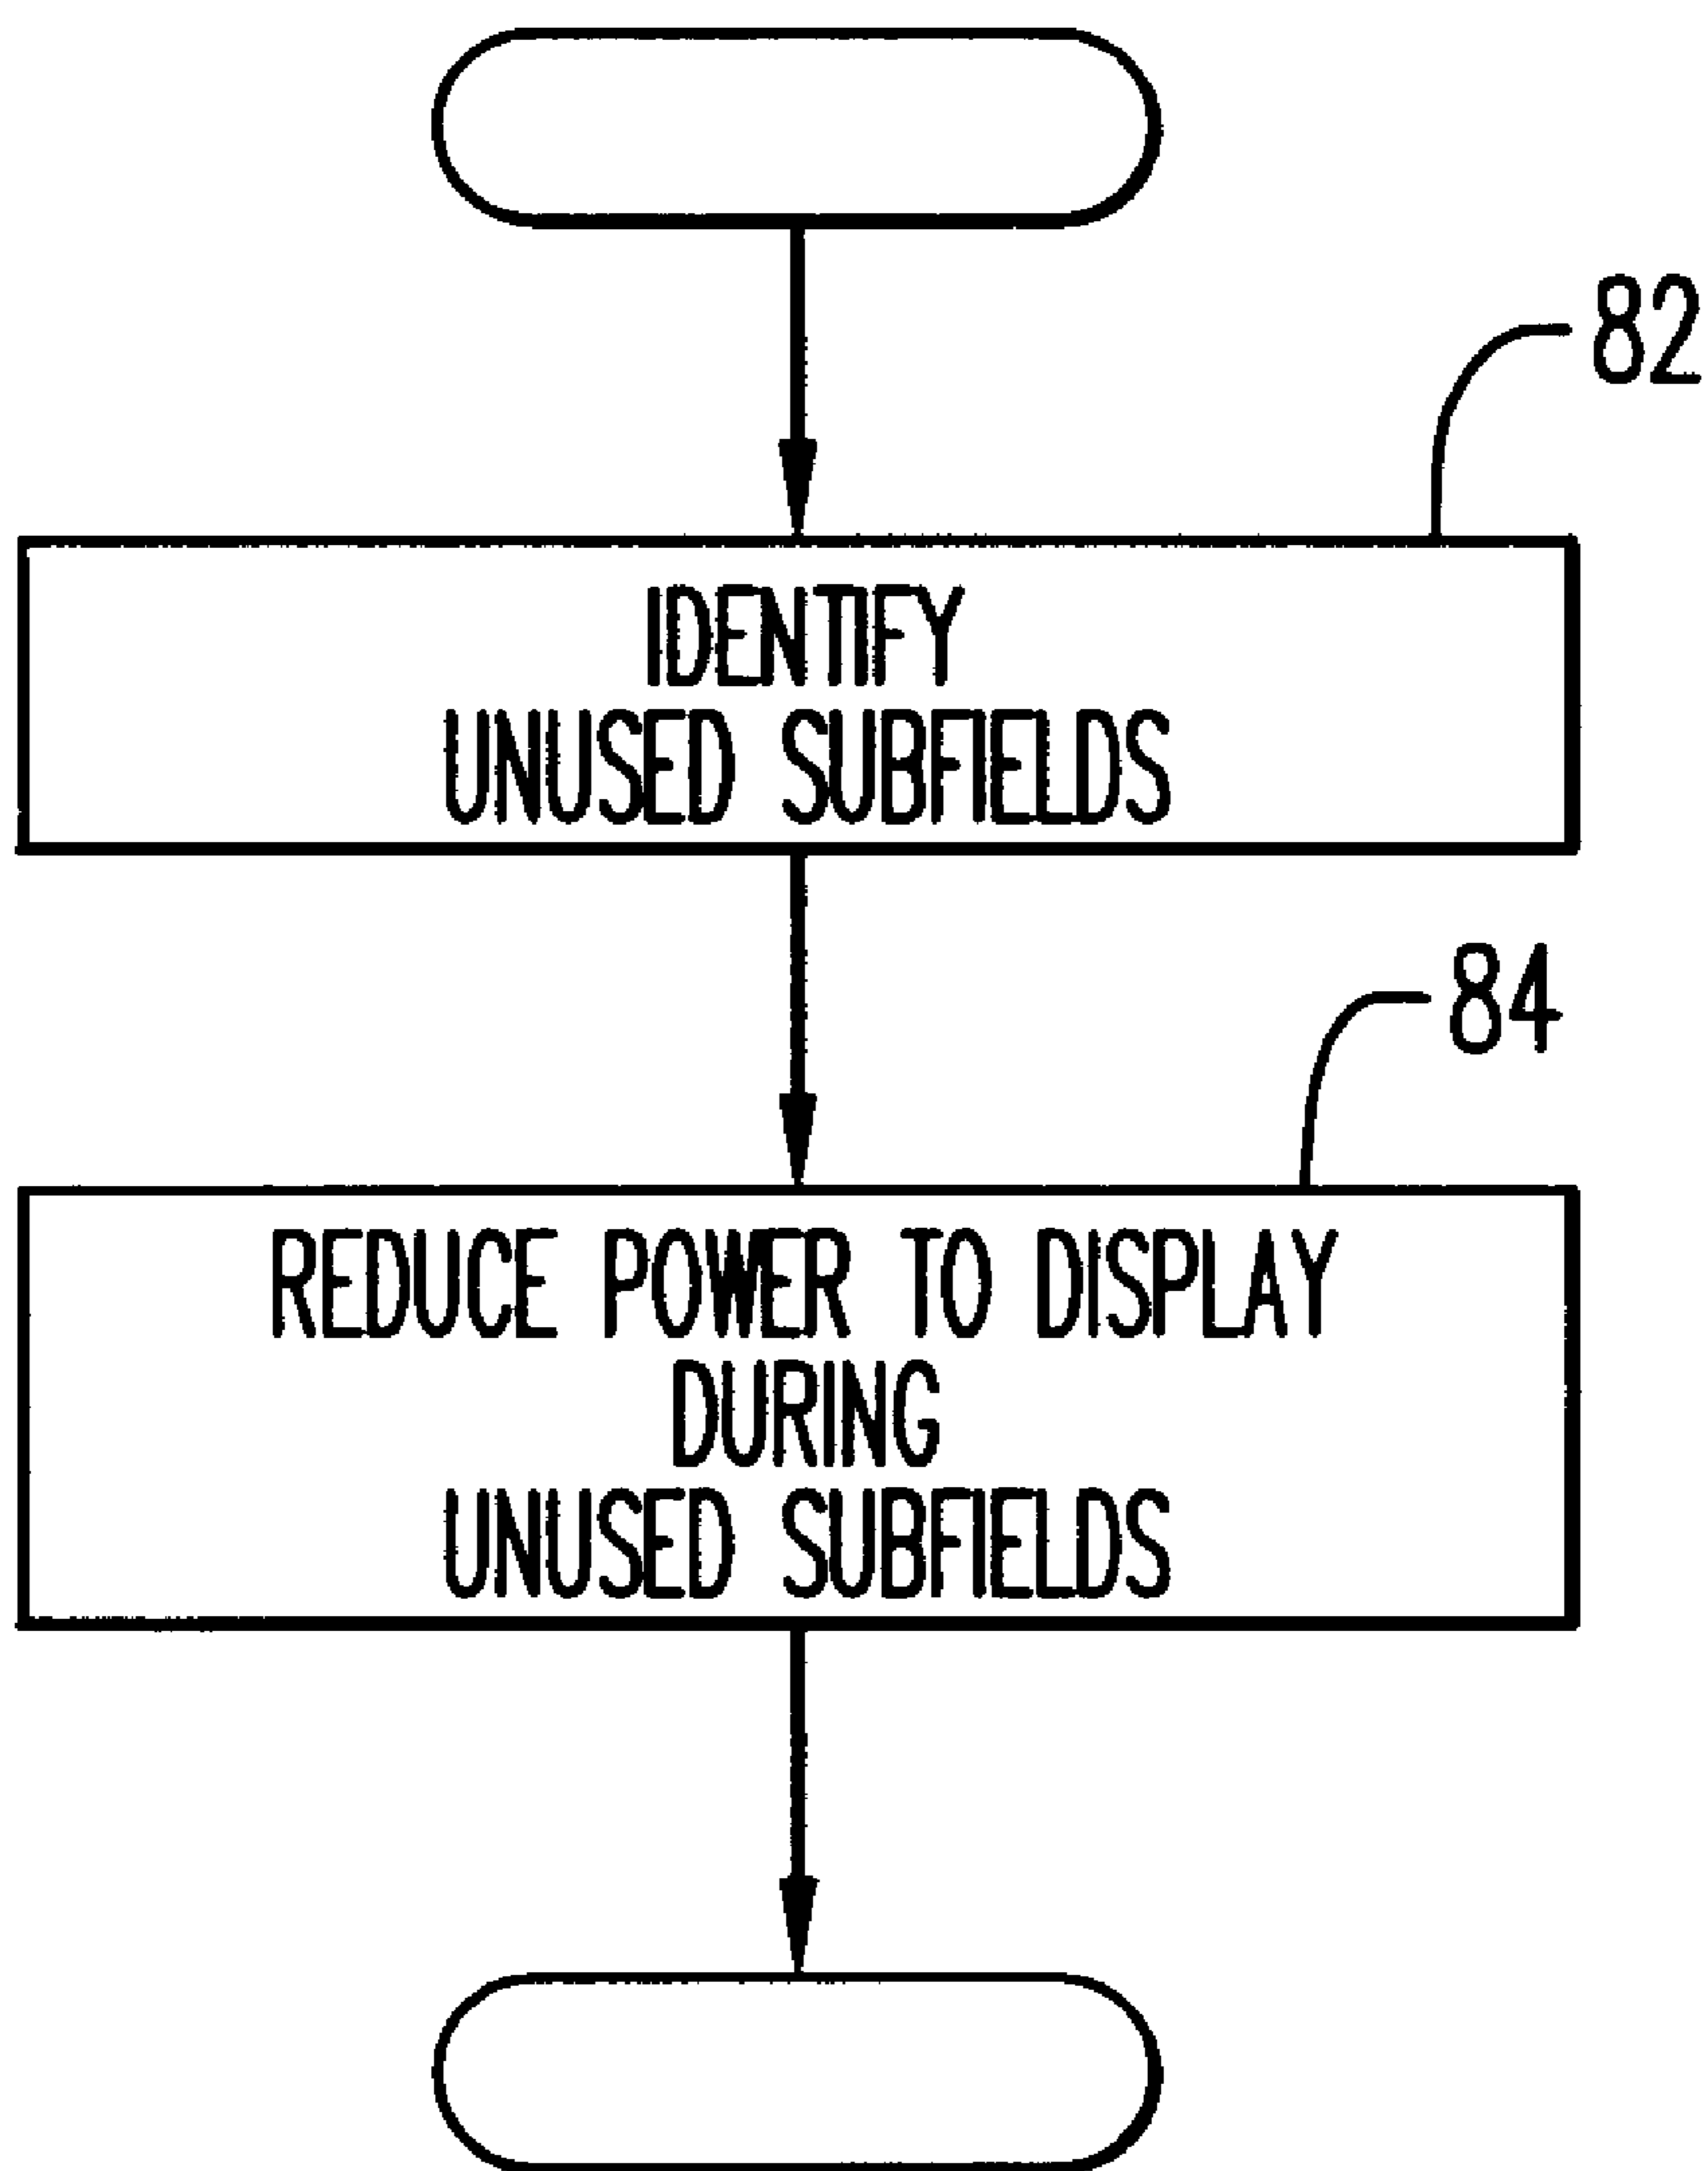 82
IDENTIFY
UNUSED SUBFIELDS
84
REDUCE POWER TO DISPLAY
DURING
UNUSED SUBFIELDS